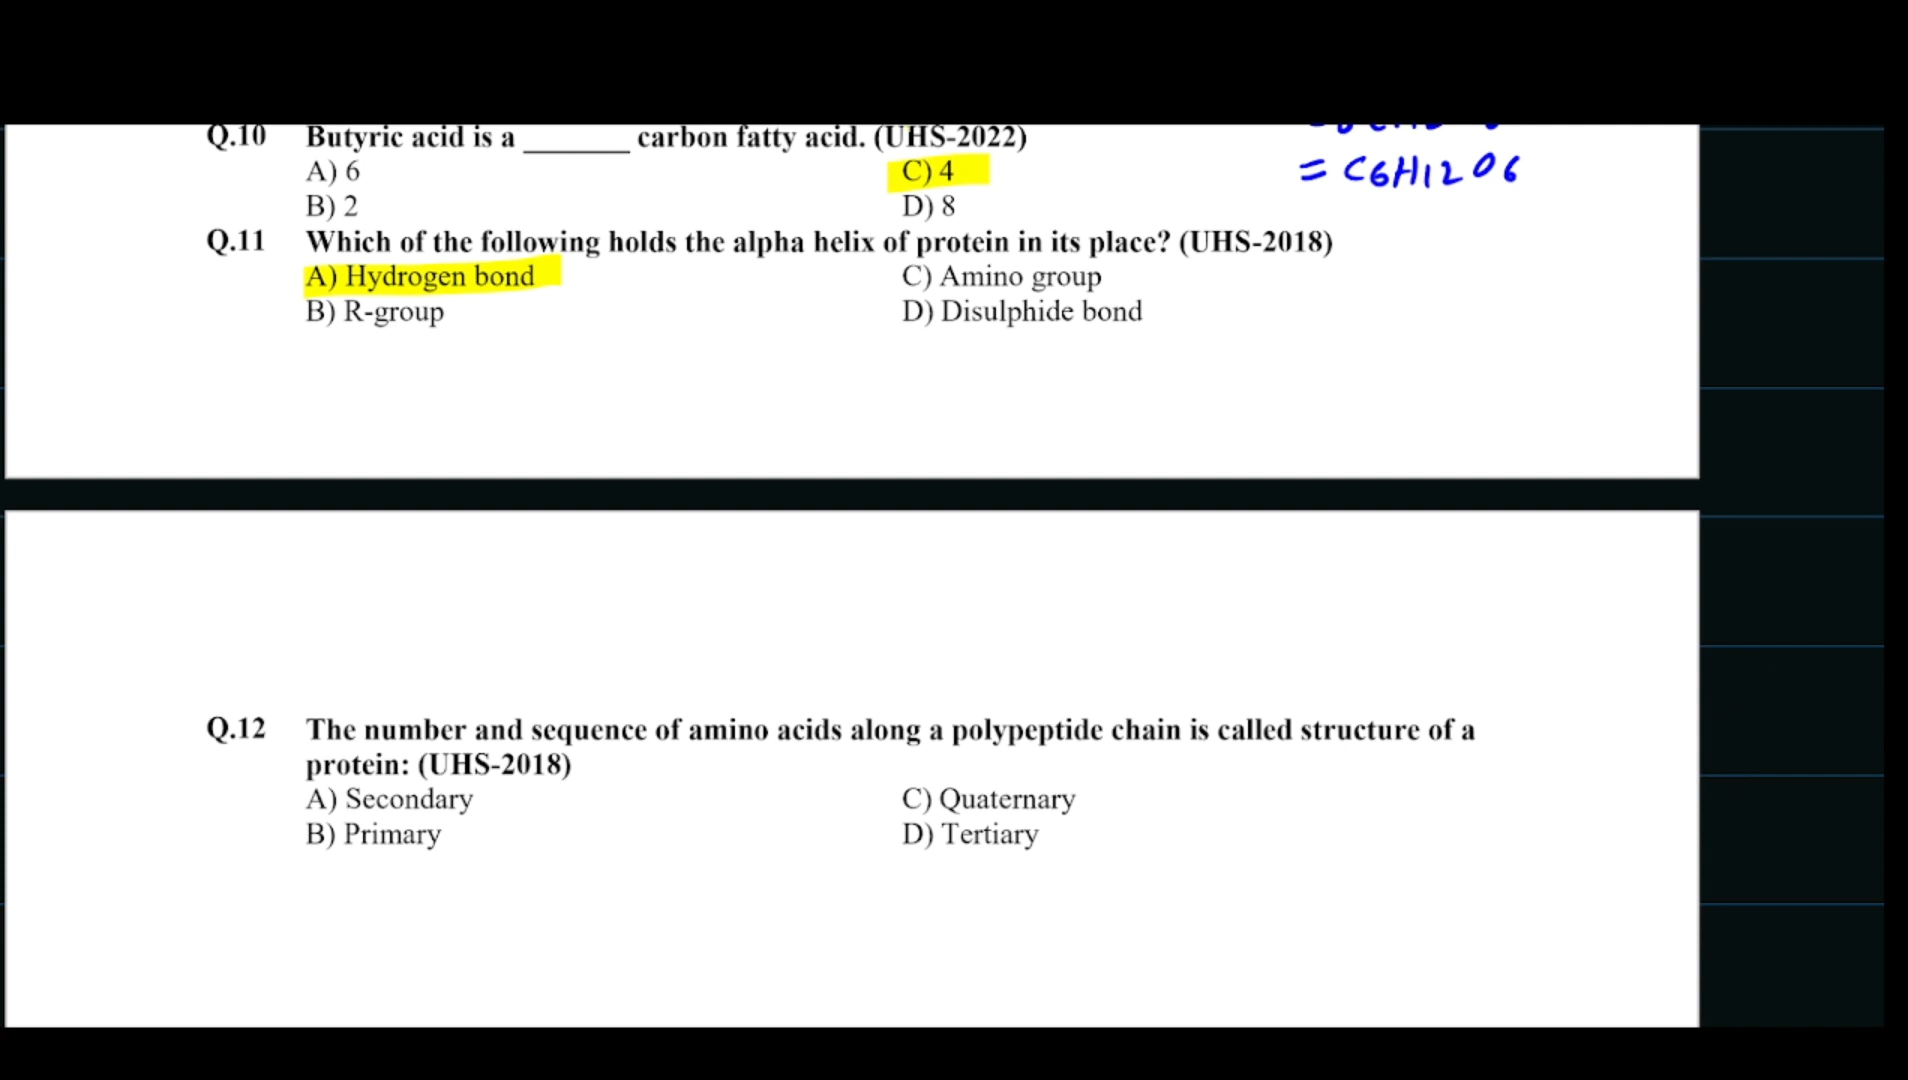 Q.10 Butyric acid is a _______ carbon fatty acid. (UHS-2022)
A) 6 C) 4
= C6H12O6
B) 2 D) 8
Q.11 Which of the following holds the alpha helix of protein in its place? (UHS-2018)
A) Hydrogen bond C) Amino group
B) R-group D) Disulphide bond
Q.12 The number and sequence of amino acids along a polypeptide chain is called structure of a
protein: (UHS-2018)
A) Secondary C) Quaternary
B) Primary D) Tertiary